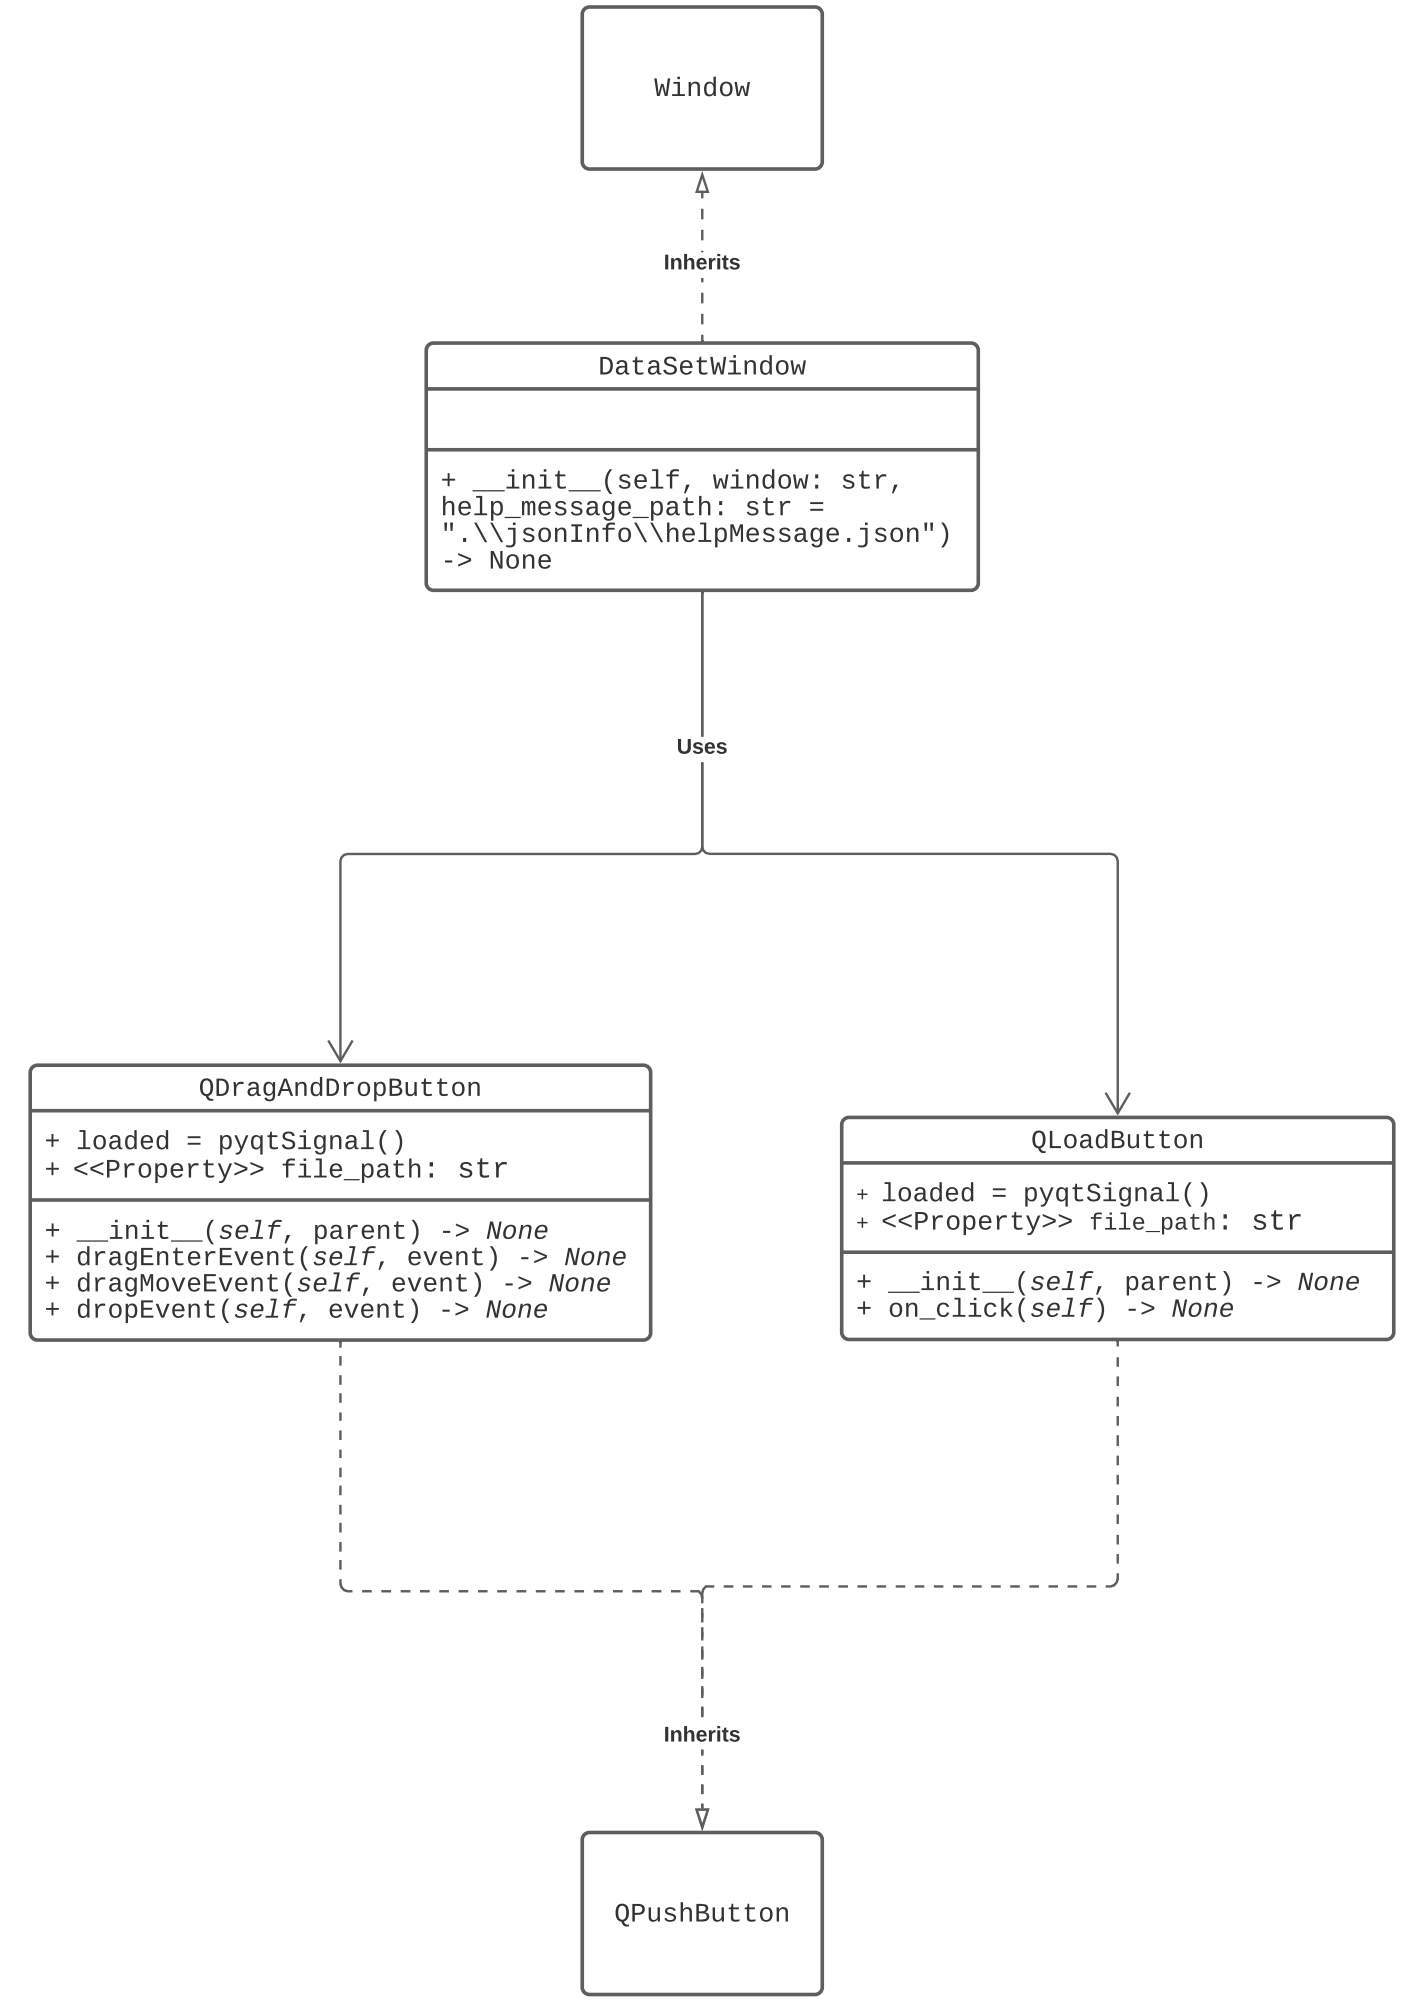 Window
Inherits
DataSetWindow
+ __init__(self, window: str,
help_message_path: str =
".\\jsonInfo\\helpMessage.json")
-> None
Uses
QDragAndDropButton
+ loaded = pyqtSignal()
+ <<Property>> file_path: str
+ __init__(self, parent) -> None
+ dragEnterEvent(self, event) -> None
+ dragMoveEvent(self, event) -> None
+ dropEvent(self, event) -> None
QLoadButton
+ loaded = pyqtSignal()
+ <<Property>> file_path: str
+ __init__(self, parent) -> None
+ on_click(self) -> None
Inherits
QPushButton